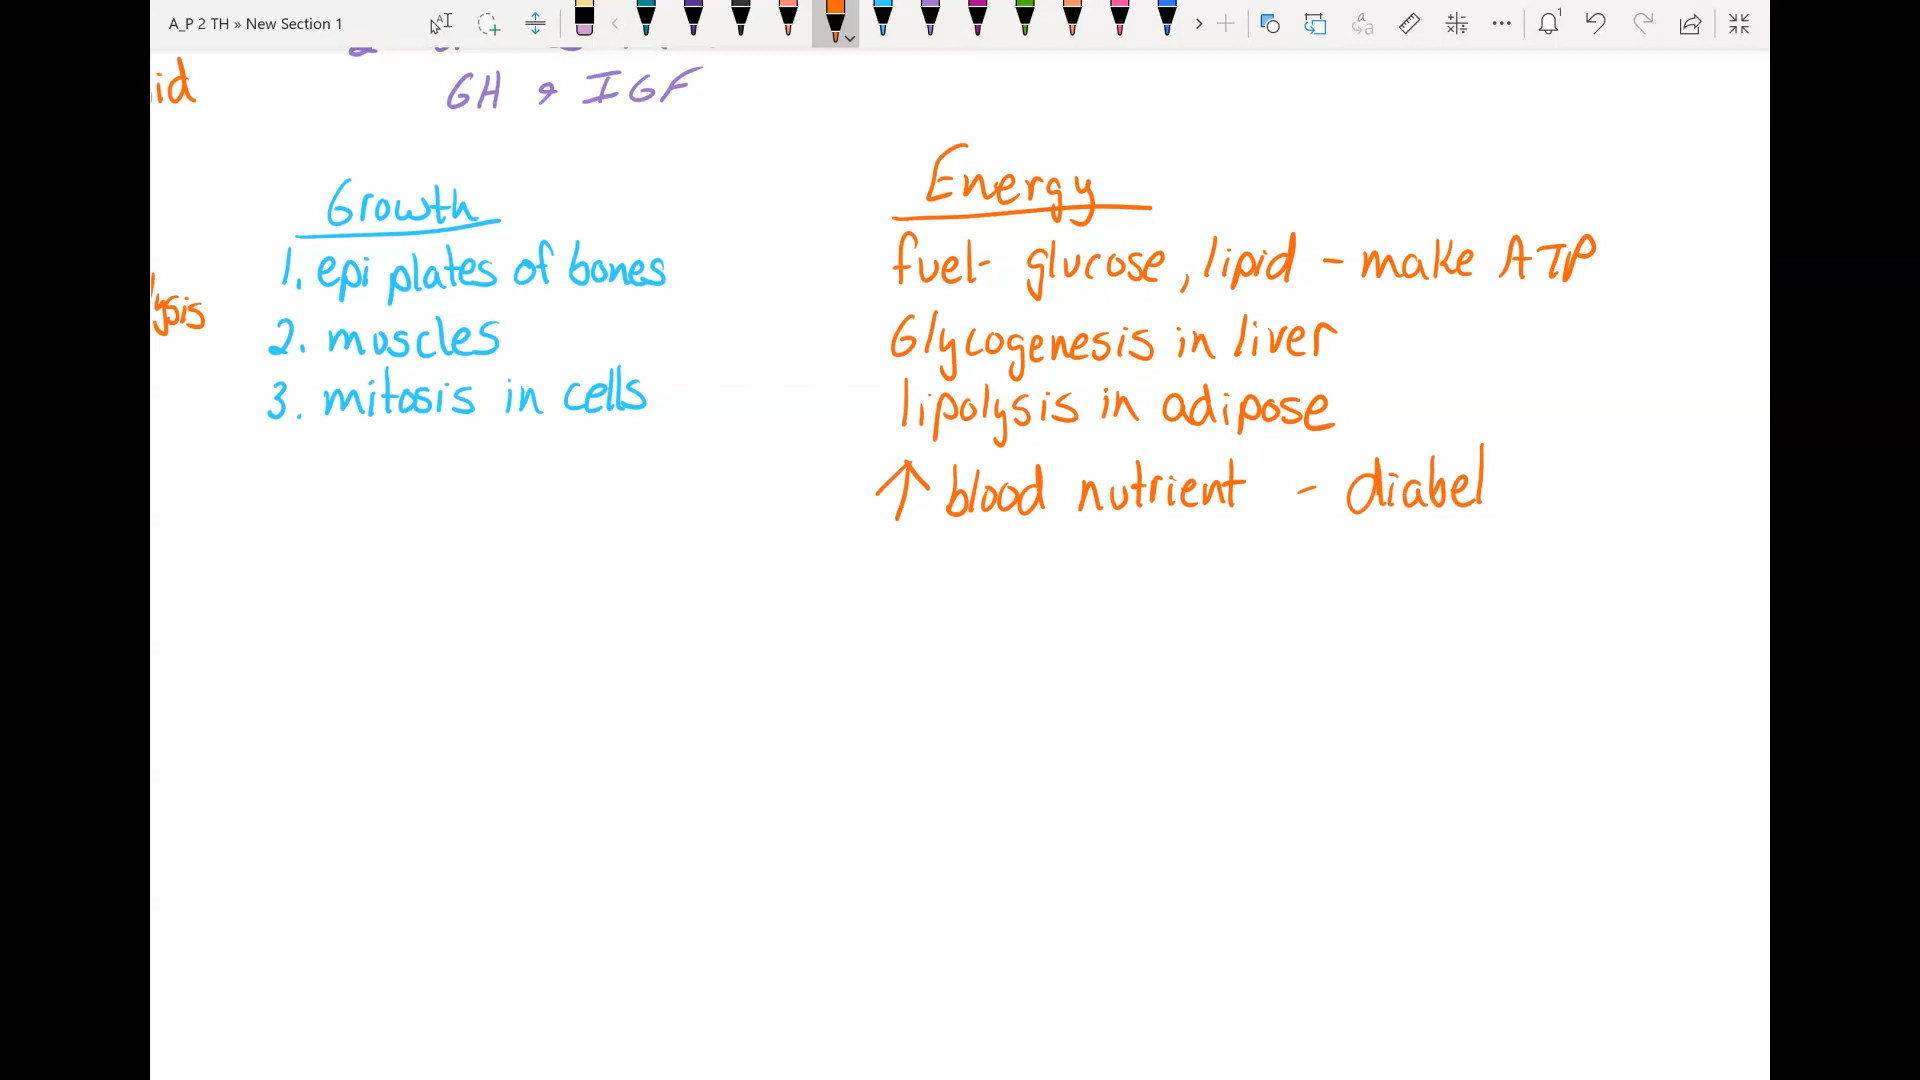 A_P 2 TH » New Section 1
id
GH & IGF
Growth
1. epi plates of bones
2. muscles
3. mitosis in cells
lysis
Energy
fuel- glucose, lipid - make ATP
Glycogenesis in liver
lipolysis in adipose
↑ blood nutrient - diabel